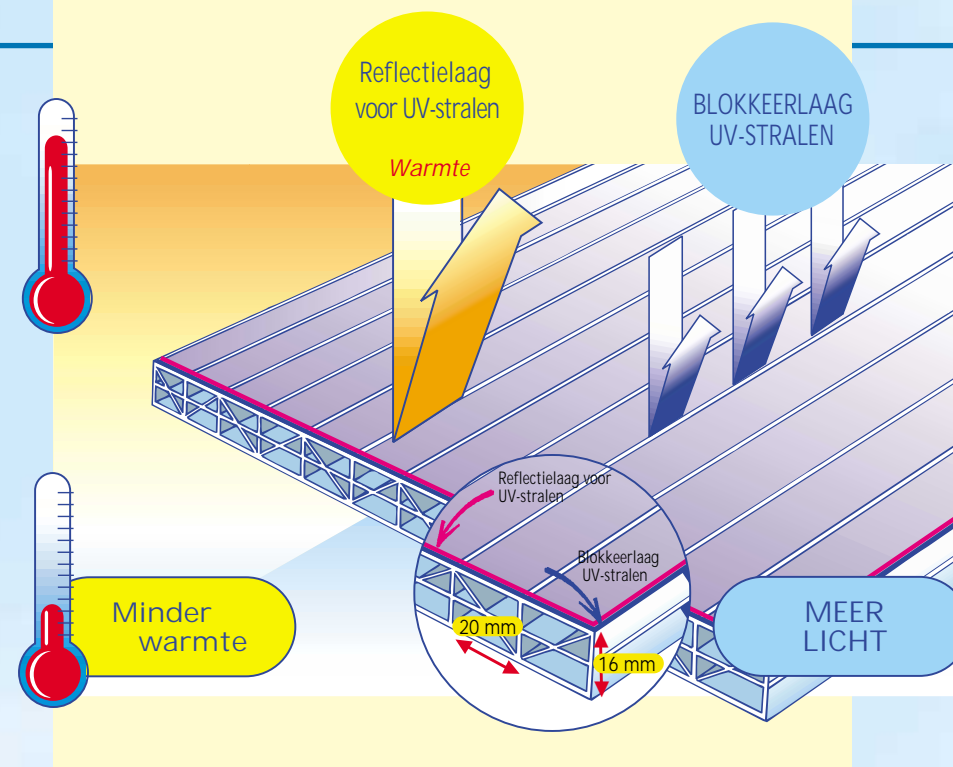 Reflectielaag
voor UV-stralen
Warmte
BLOKKEERLAAG
UV-STRALEN
Reflectielaag voor
UV-stralen
Blokkeerlaag
UV-stralen
20 mm
16 mm
Minder
warmte
MEER
LICHT